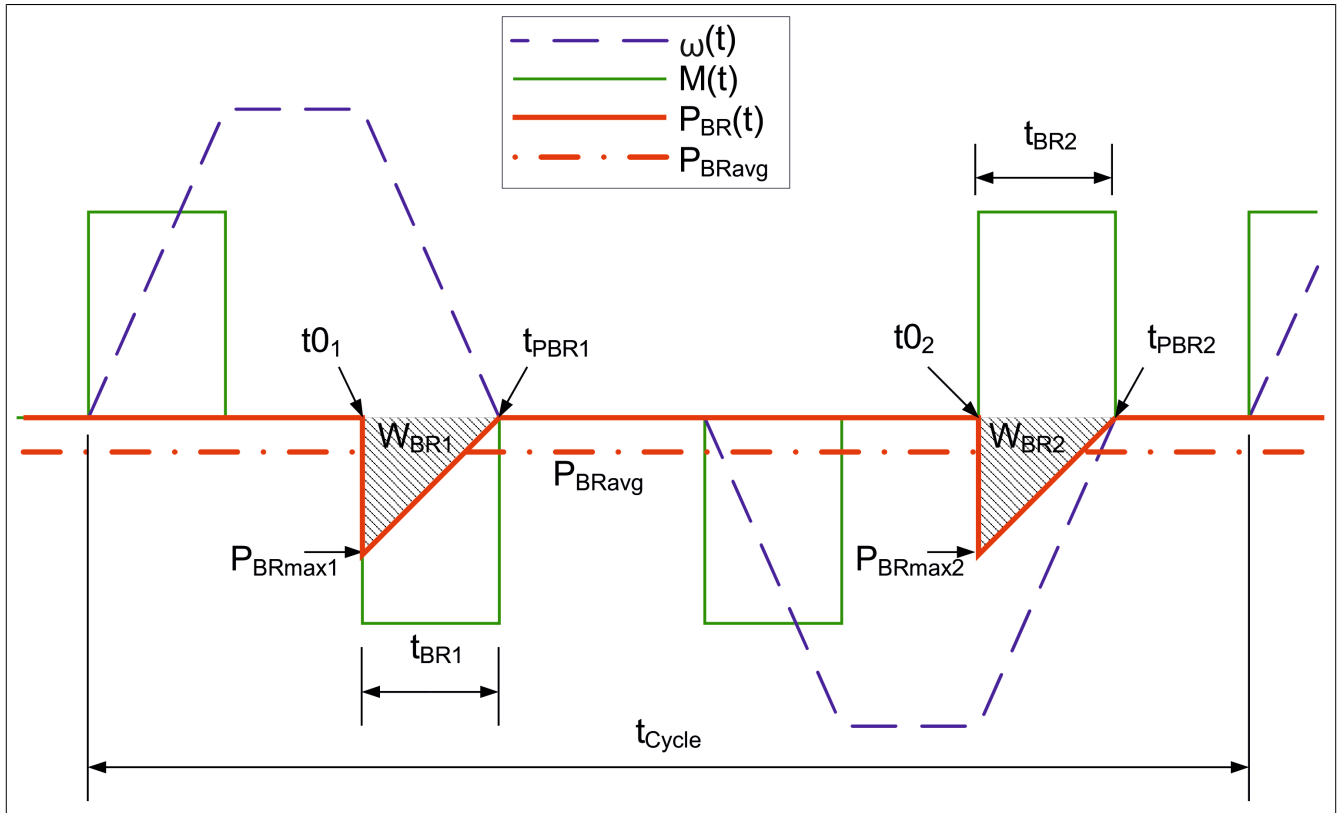 ω(t)
M(t)
P_BR(t)
P_BRavg
t_BR2
t0_1
t_PBR1
t0_2
t_PBR2
W_BR1
W_BR2
P_BRavg
P_BRmax1
P_BRmax2
t_BR1
t_Cycle